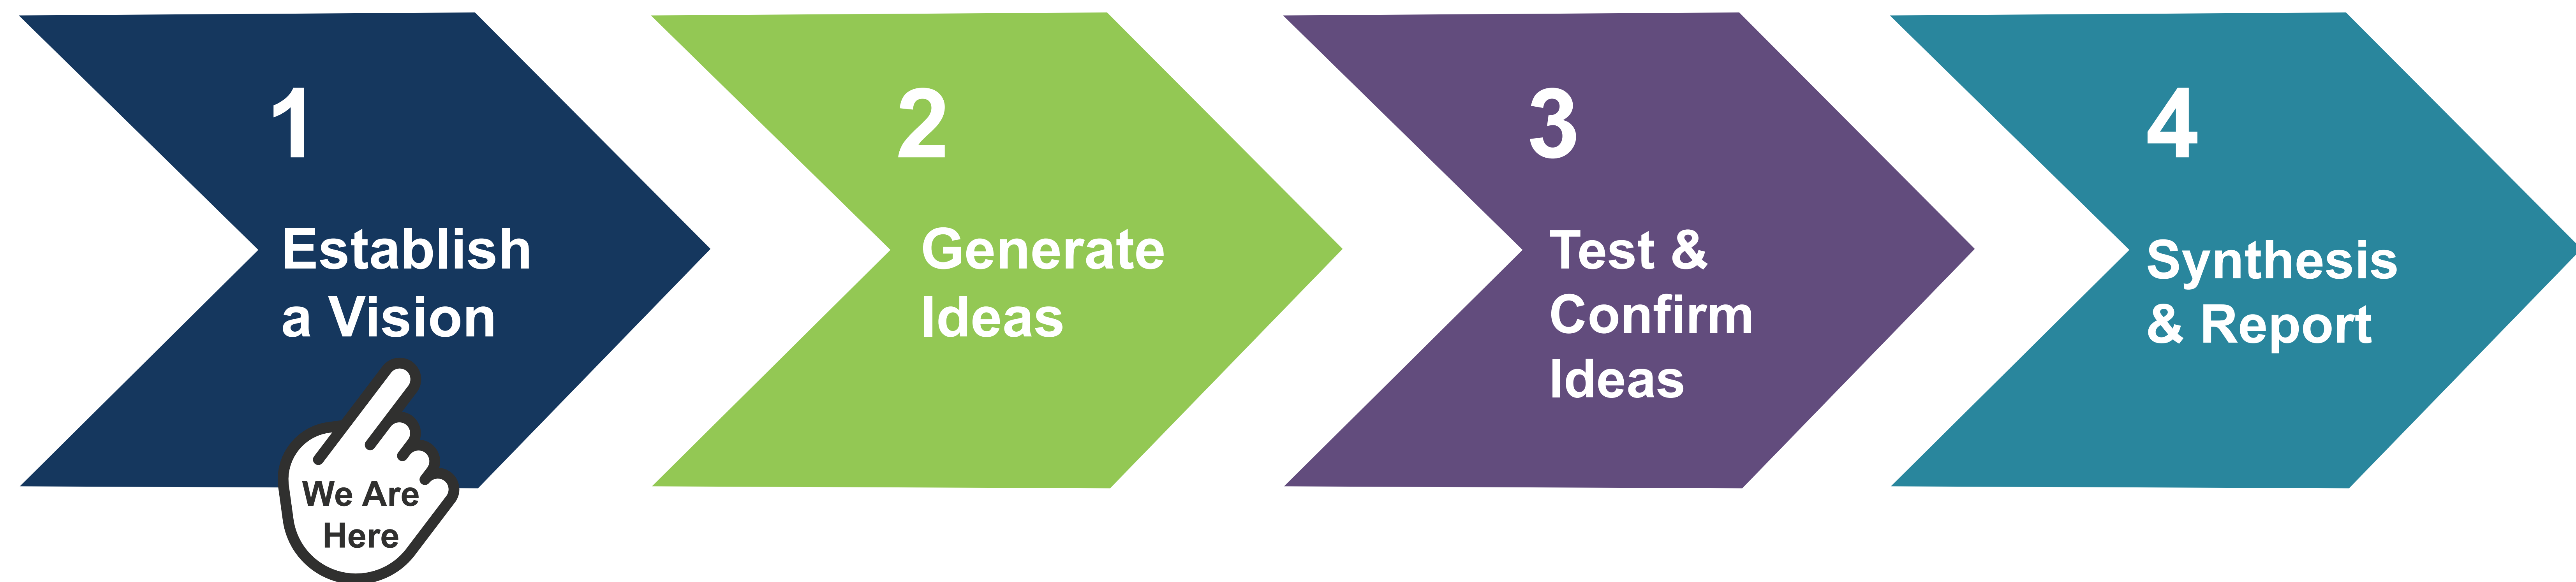 1
Establish
a Vision
We Are
Here
2
Generate
Ideas
3
Test &
Confirm
Ideas
4
Synthesis
& Report